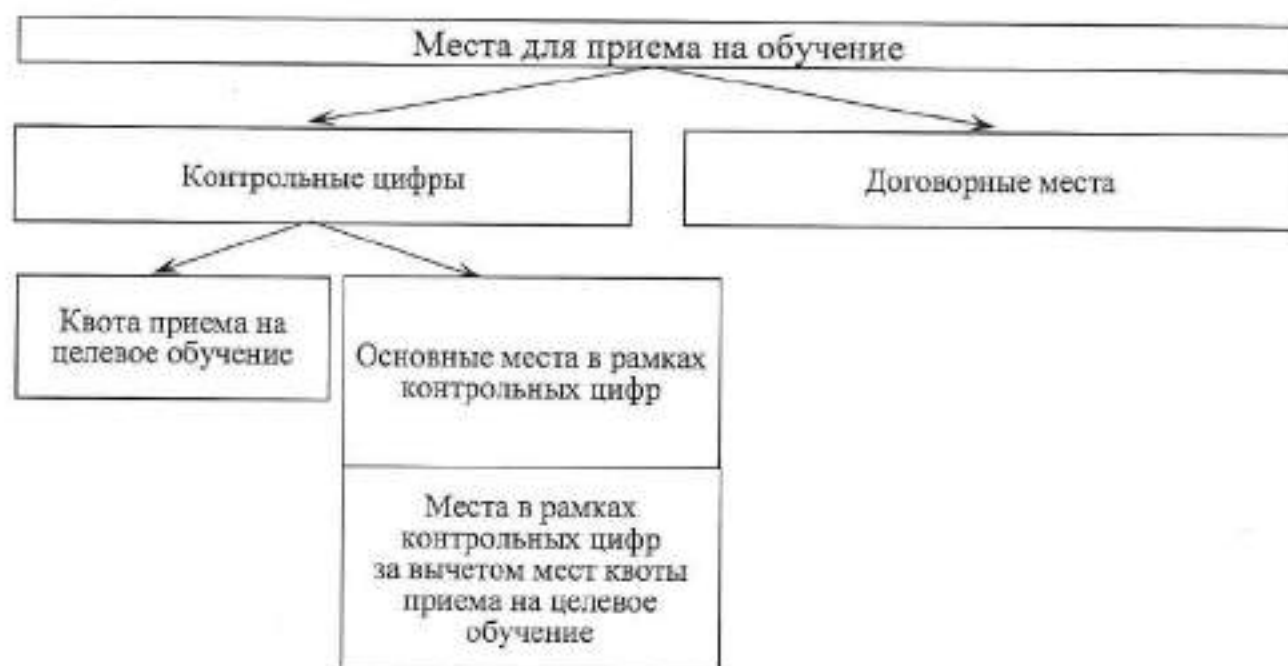 Места для приема на обучение
Контрольные цифры
Договорные места
Квота приема на
целевое обучение
Основные места в рамках
контрольных цифр
Места в рамках
контрольных цифр
за вычетом мест квоты
приема на целевое
обучение